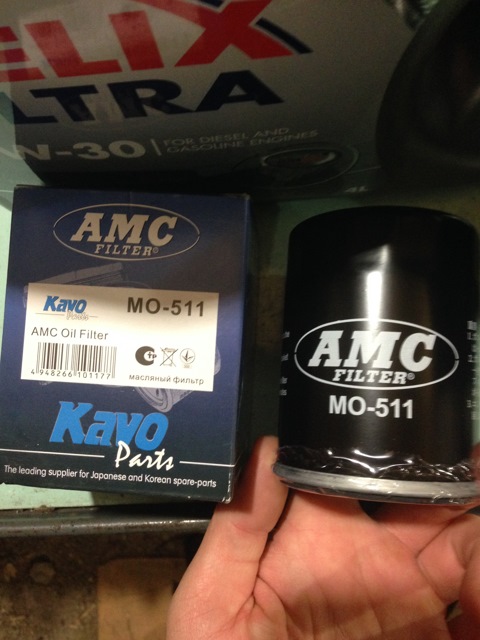 ELIX
LTRA
W-30
FOR DIESEL AND
GASOLINE ENGINES
4L
AMC
FILTER®
Kavo
Parts
MO-511
AMC Oil Filter
4 948266 101177
масляный фильтр
Kavo
Parts
The leading supplier for Japanese and Korean spare-parts
AMC
FILTER®
MO-511